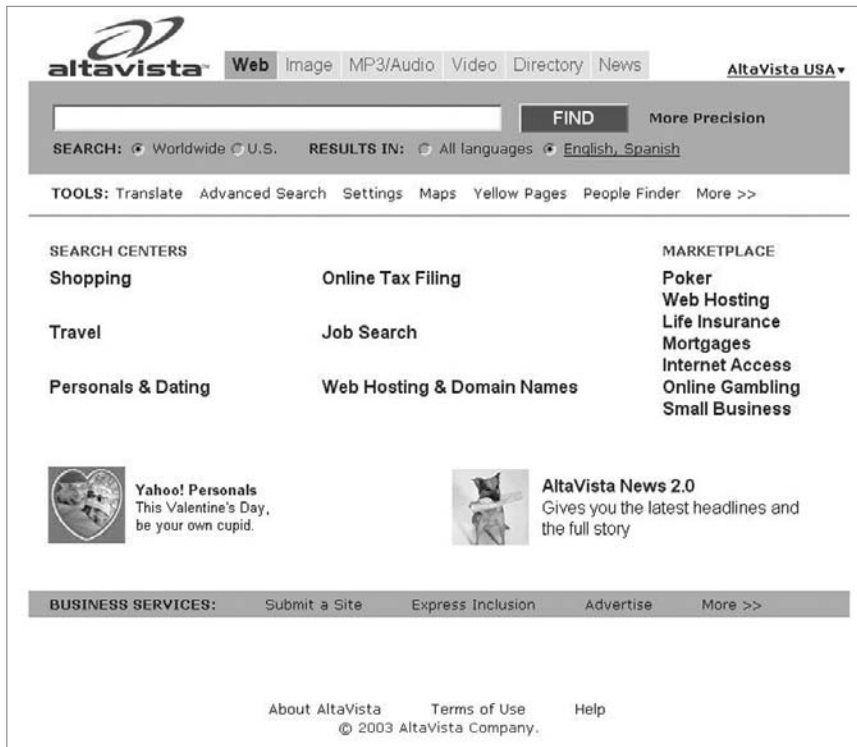 altavista™ Web Image MP3/Audio Video Directory News AltaVista USA▾
FIND More Precision
SEARCH: Worldwide U.S. RESULTS IN: All languages English, Spanish
TOOLS: Translate Advanced Search Settings Maps Yellow Pages People Finder More >>
SEARCH CENTERS
Shopping Online Tax Filing
Travel Job Search
Personals & Dating Web Hosting & Domain Names
MARKETPLACE
Poker
Web Hosting
Life Insurance
Mortgages
Internet Access
Online Gambling
Small Business
Yahoo! Personals
This Valentine's Day,
be your own cupid.
AltaVista News 2.0
Gives you the latest headlines and
the full story
BUSINESS SERVICES: Submit a Site Express Inclusion Advertise More >>
About AltaVista Terms of Use Help
© 2003 AltaVista Company.